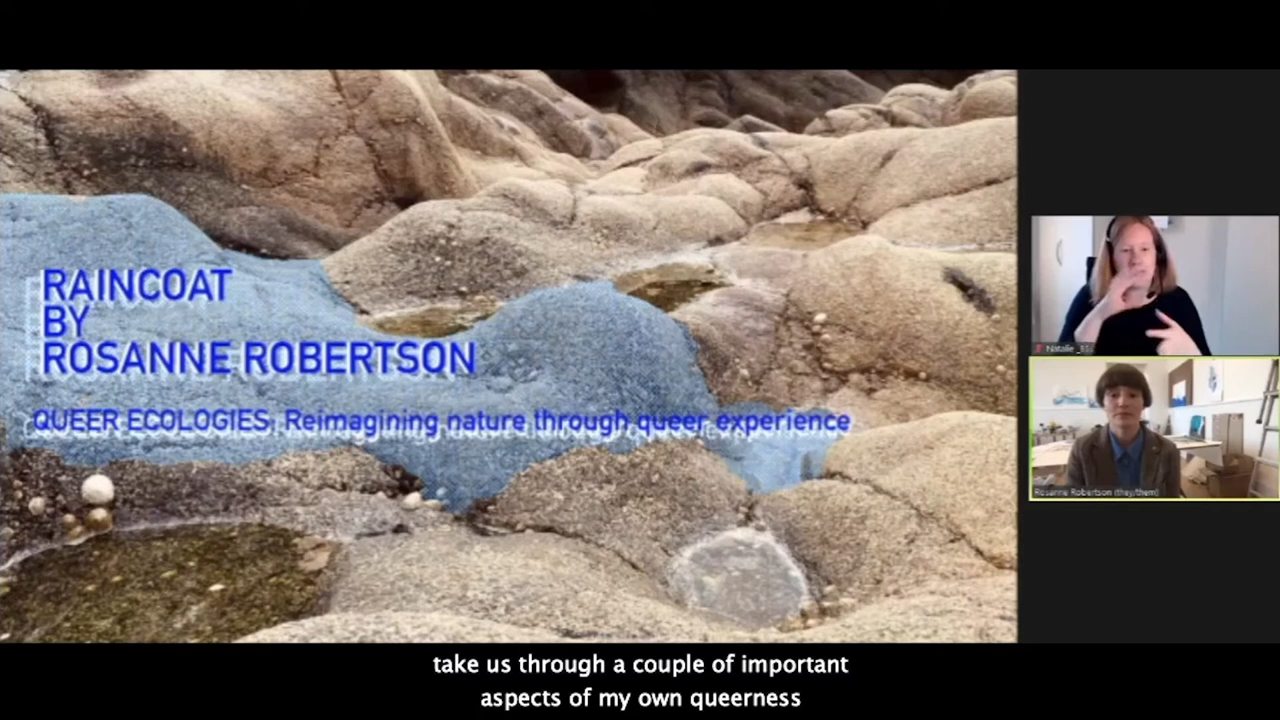 RAINCOAT
BY
ROSANNE ROBERTSON
QUEER ECOLOGIES: Reimagining nature through queer experience
Natalie
Rosanne Robertson (they/them)
take us through a couple of important
aspects of my own queerness